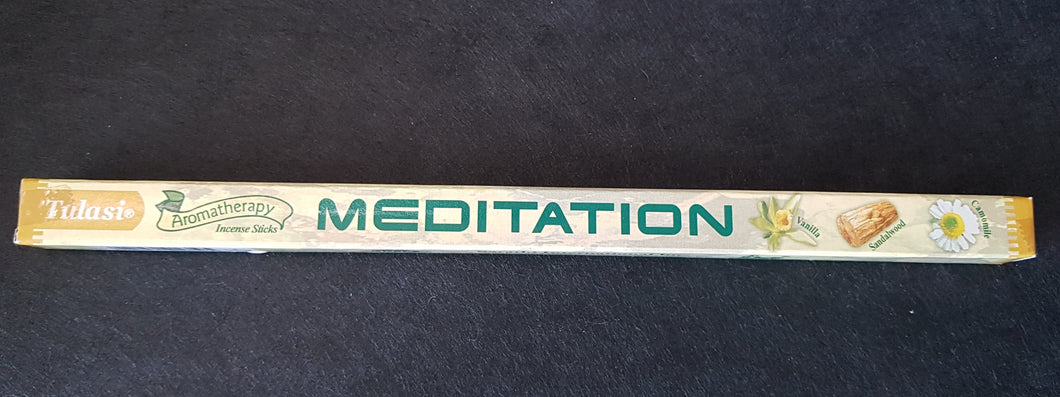 Tulasi®
Aromatherapy
Incense Sticks
MEDITATION
Vanilla
Sandalwood
Camomile